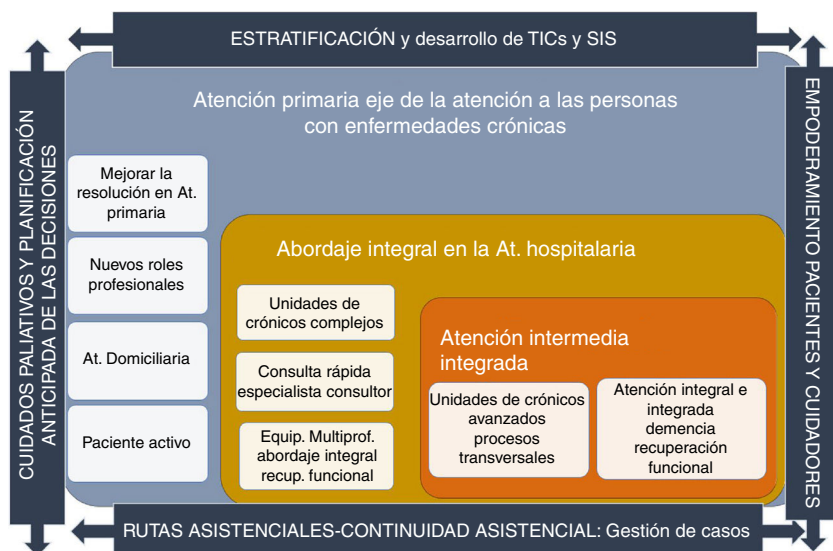 ESTRATIFICACIÓN y desarrollo de TICs y SIS
CUIDADOS PALIATIVOS Y PLANIFICACIÓN
ANTICIPADA DE LAS DECISIONES
Atención primaria eje de la atención a las personas
con enfermedades crónicas
Mejorar la
resolución en At.
primaria
Nuevos roles
profesionales
At. Domiciliaria
Paciente activo
Abordaje integral en la At. hospitalaria
Unidades de
crónicos complejos
Consulta rápida
especialista consultor
Equip. Multiprof.
abordaje integral
recup. funcional
Atención intermedia
integrada
Unidades de crónicos
avanzados
procesos
transversales
Atención integral e
integrada
demencia
recuperación
funcional
EMPODERAMIENTO PACIENTES Y CUIDADORES
RUTAS ASISTENCIALES-CONTINUIDAD ASISTENCIAL: Gestión de casos